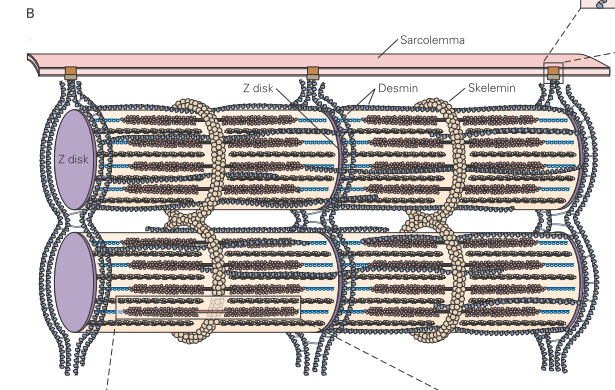 B
Sarcolemma
Z disk
Desmin
Skelemin
Z disk